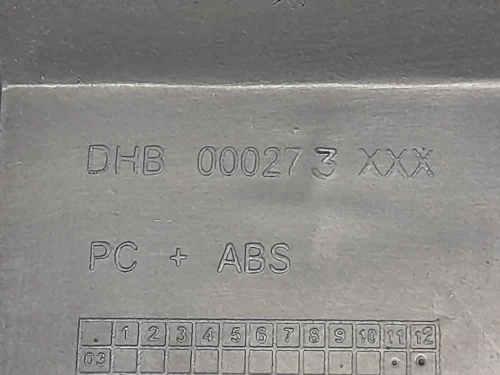 DHB 000273 XXX
PC + ABS
. 1 2 3 4 5 6 7 8 9 10 11 12
03